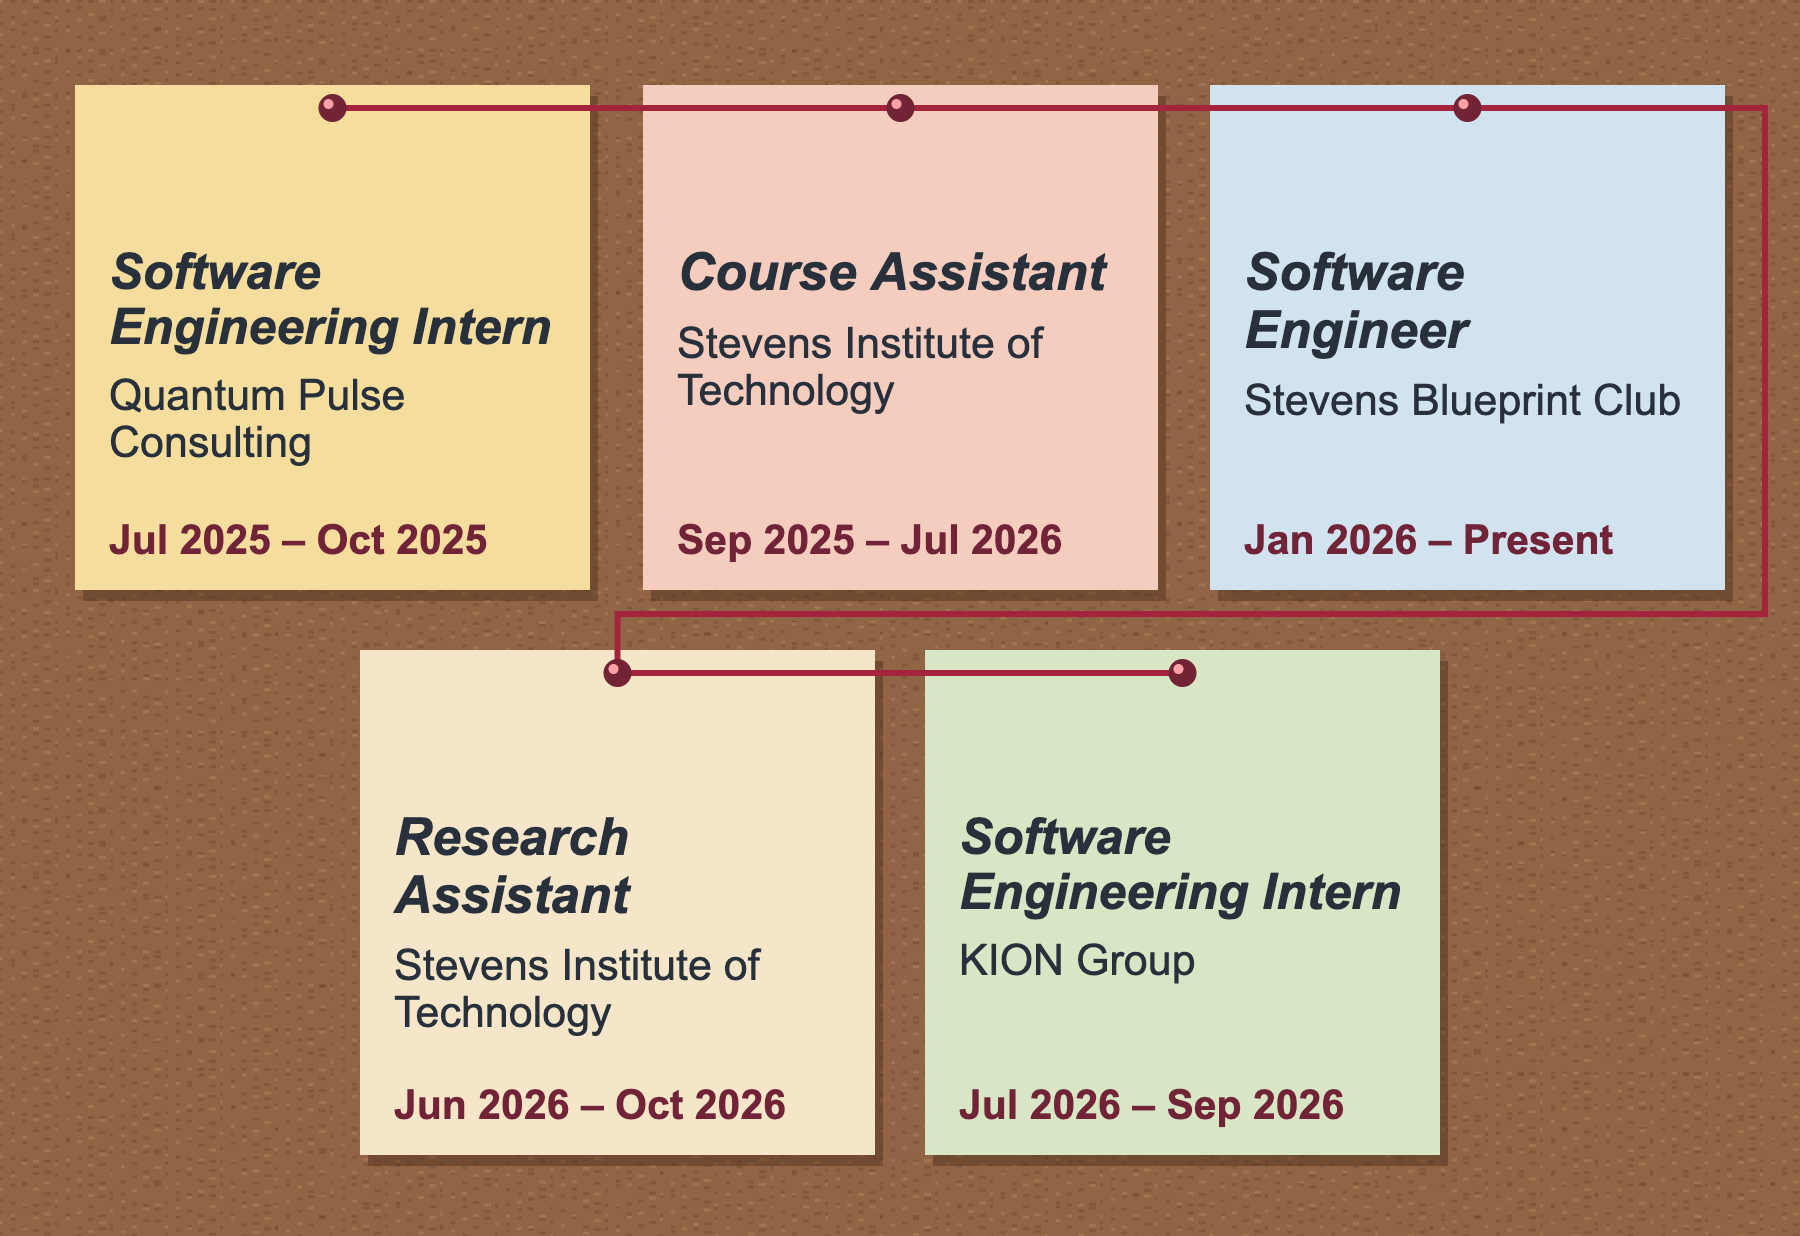 Software
Engineering Intern
Quantum Pulse
Consulting
Jul 2025 – Oct 2025
Course Assistant
Stevens Institute of
Technology
Sep 2025 – Jul 2026
Software
Engineer
Stevens Blueprint Club
Jan 2026 – Present
Research
Assistant
Stevens Institute of
Technology
Jun 2026 – Oct 2026
Software
Engineering Intern
KION Group
Jul 2026 – Sep 2026